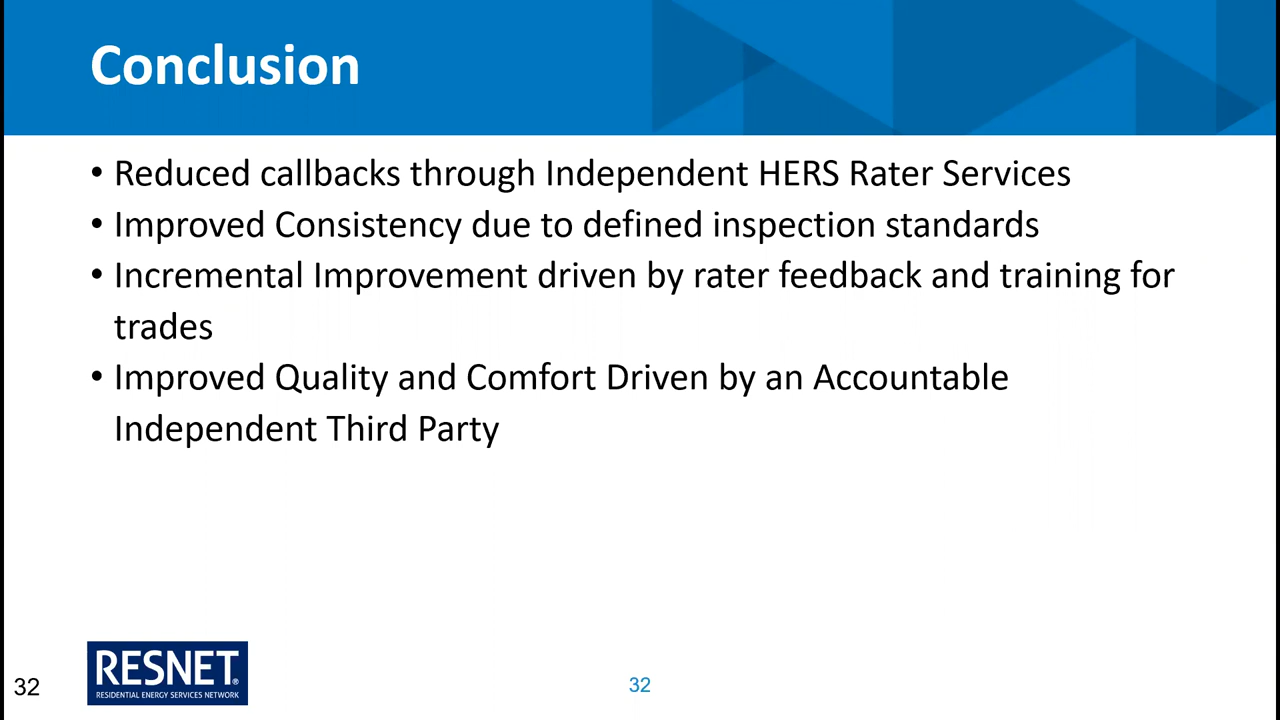 Conclusion
• Reduced callbacks through Independent HERS Rater Services
• Improved Consistency due to defined inspection standards
• Incremental Improvement driven by rater feedback and training for
trades
• Improved Quality and Comfort Driven by an Accountable
Independent Third Party
32
RESNET®
RESIDENTIAL ENERGY SERVICES NETWORK
32